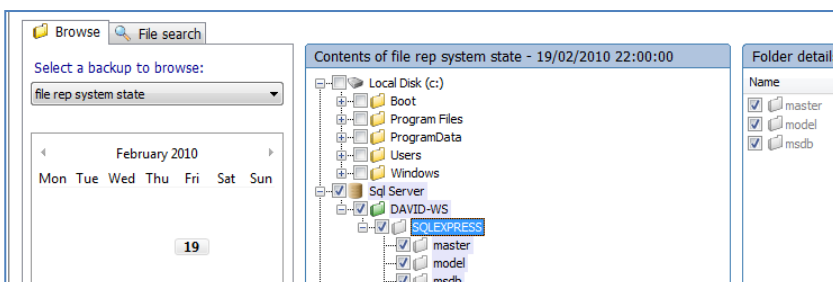 Browse
File search
Select a backup to browse:
file rep system state
February 2010
Mon Tue Wed Thu Fri Sat Sun
19
Contents of file rep system state - 19/02/2010 22:00:00
Local Disk (c:)
Boot
Program Files
ProgramData
Users
Windows
Sql Server
DAVID-WS
SQLEXPRESS
master
model
msdb
Folder details
Name
master
model
msdb